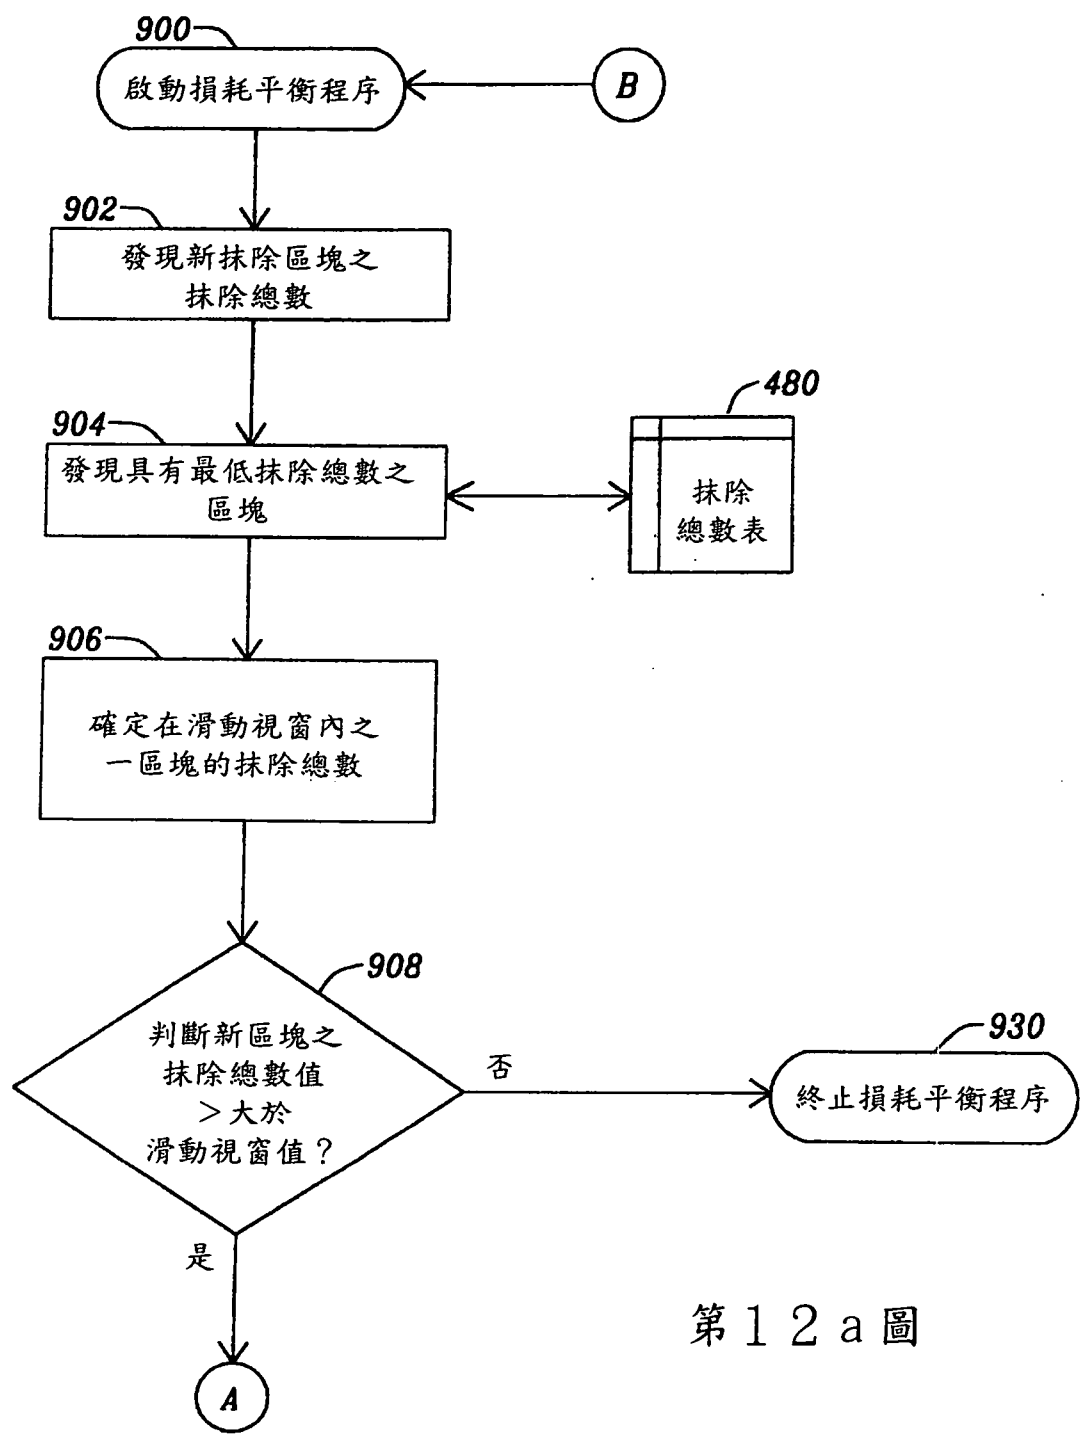 900
啟動損耗平衡程序
B
902
發現新抹除區塊之
抹除總數
480
904
發現具有最低抹除總數之
區塊
抹除
總數表
906
確定在滑動視窗內之
一區塊的抹除總數
908
判斷新區塊之
抹除總數值
>大於
滑動視窗值?
否
930
終止損耗平衡程序
是
A
第12a圖